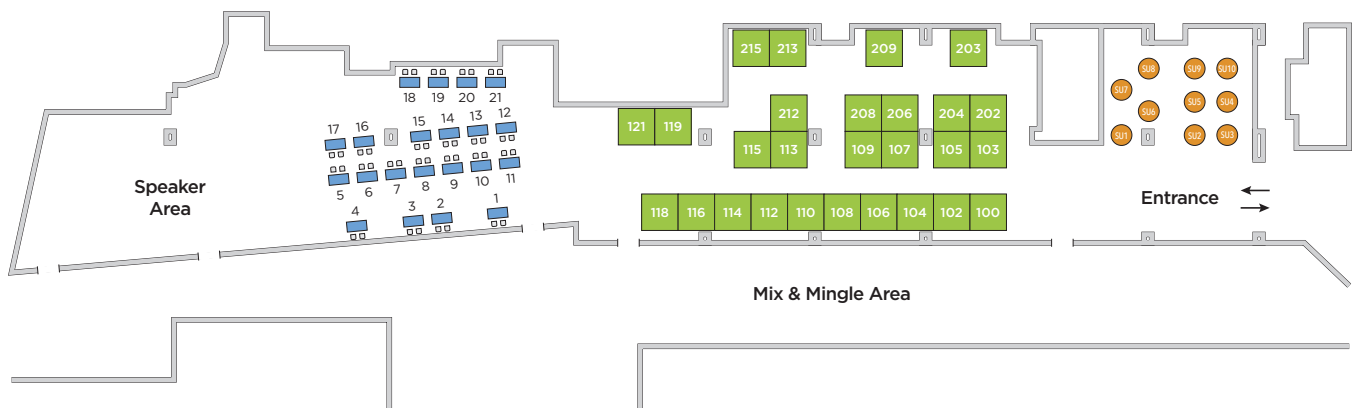 215 213 209 203
SU8 SU9 SU10
18 19 20 21
SU7
SU5 SU4
SU6
17 16 15 14 13 12
121 119 212 208 206 204 202
SU1 SU2 SU3
115 113 109 107 105 103
5 6 7 8 9 10 11
Speaker
Area
Entrance
4 3 2 1
118 116 114 112 110 108 106 104 102 100
Mix & Mingle Area